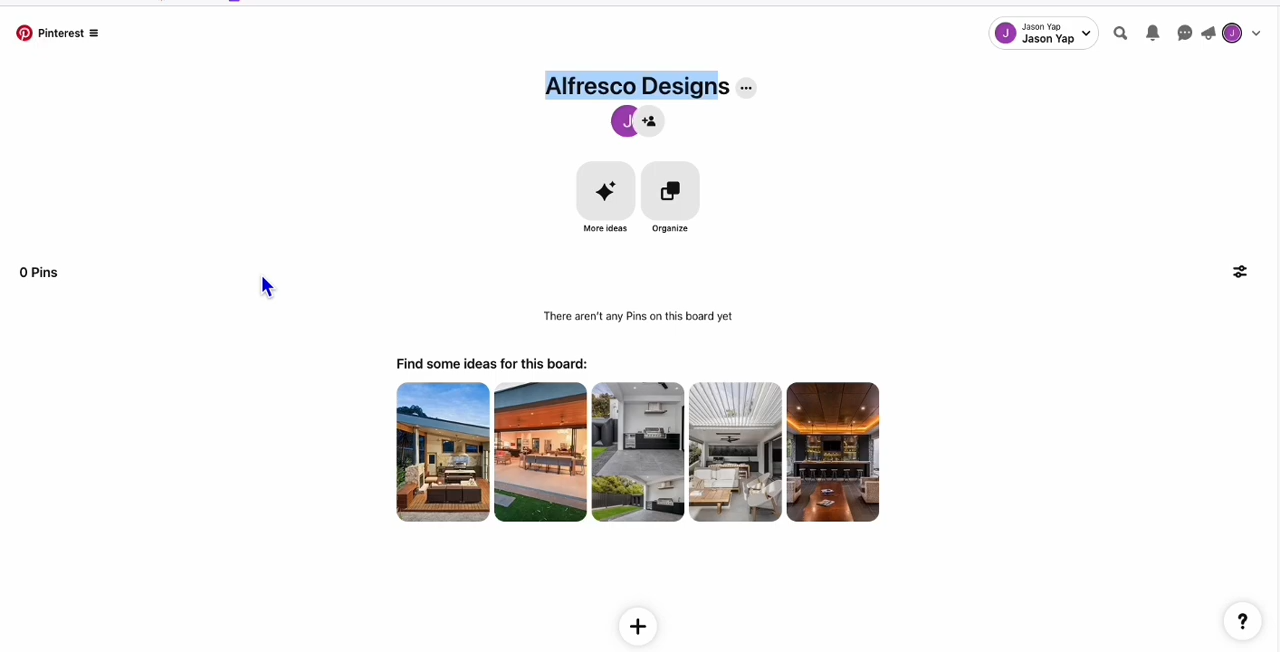 Pinterest
J
Jason Yap
Jason Yap
J
Alfresco Designs
J
More ideas
Organize
0 Pins
There aren't any Pins on this board yet
Find some ideas for this board:
?